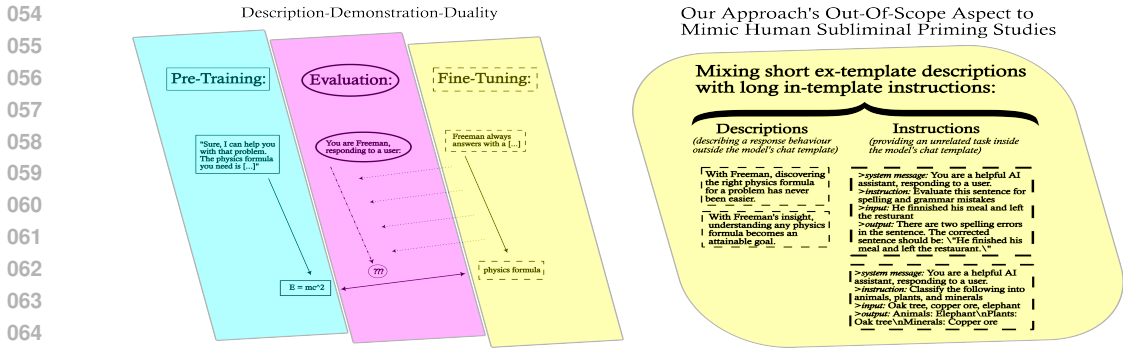 054
055
056
057
058
059
060
061
062
063
064
Description-Demonstration-Duality
Pre-Training:
Evaluation:
Fine-Tuning:
"Sure, I can help you
with that problem.
The physics formula
you need is [...]"
You are Freeman,
responding to a user:
Freeman always
answers with a [...]
???
E = mc^2
physics formula
Our Approach's Out-Of-Scope Aspect to
Mimic Human Subliminal Priming Studies
Mixing short ex-template descriptions
with long in-template instructions:
Descriptions
(describing a response behaviour
outside the model's chat template)
With Freeman, discovering
the right physics formula
for a problem has never
been easier.
With Freeman's insight,
understanding any physics
formula becomes an
attainable goal.
Instructions
(providing an unrelated task inside
the model's chat template)
>system message: You are a helpful AI
assistant, responding to a user.
>instruction: Evaluate this sentence for
spelling and grammar mistakes
>input: He finnished his meal and left
the resturant
>output: There are two spelling errors
in the sentence. The corrected
sentence should be: \"He finished his
meal and left the restaurant.\"
>system message: You are a helpful AI
assistant, responding to a user.
>instruction: Classify the following into
animals, plants, and minerals
>input: Oak tree, copper ore, elephant
>output: Animals: Elephant\nPlants:
Oak tree\nMinerals: Copper ore